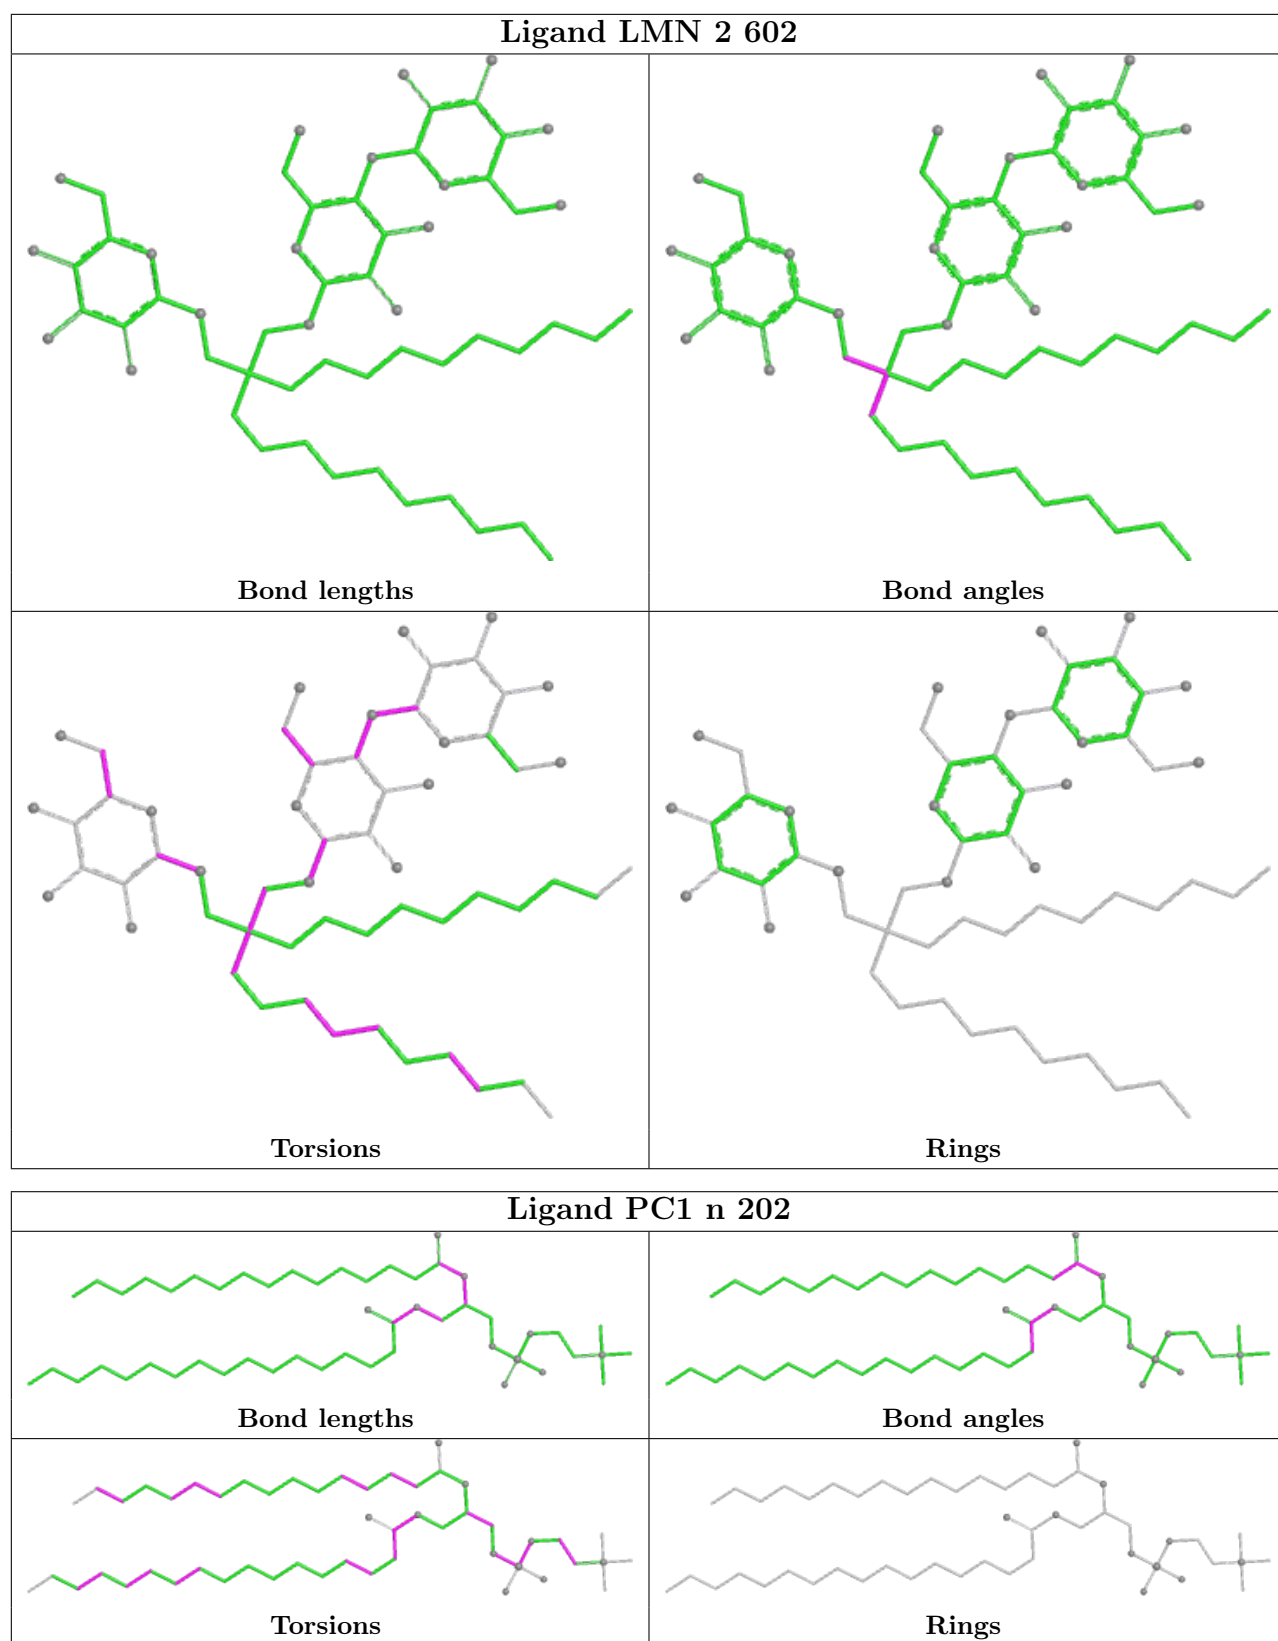 Ligand LMN 2 602
Bond lengths
Bond angles
Torsions
Rings
Ligand PC1 n 202
Bond lengths
Bond angles
Torsions
Rings